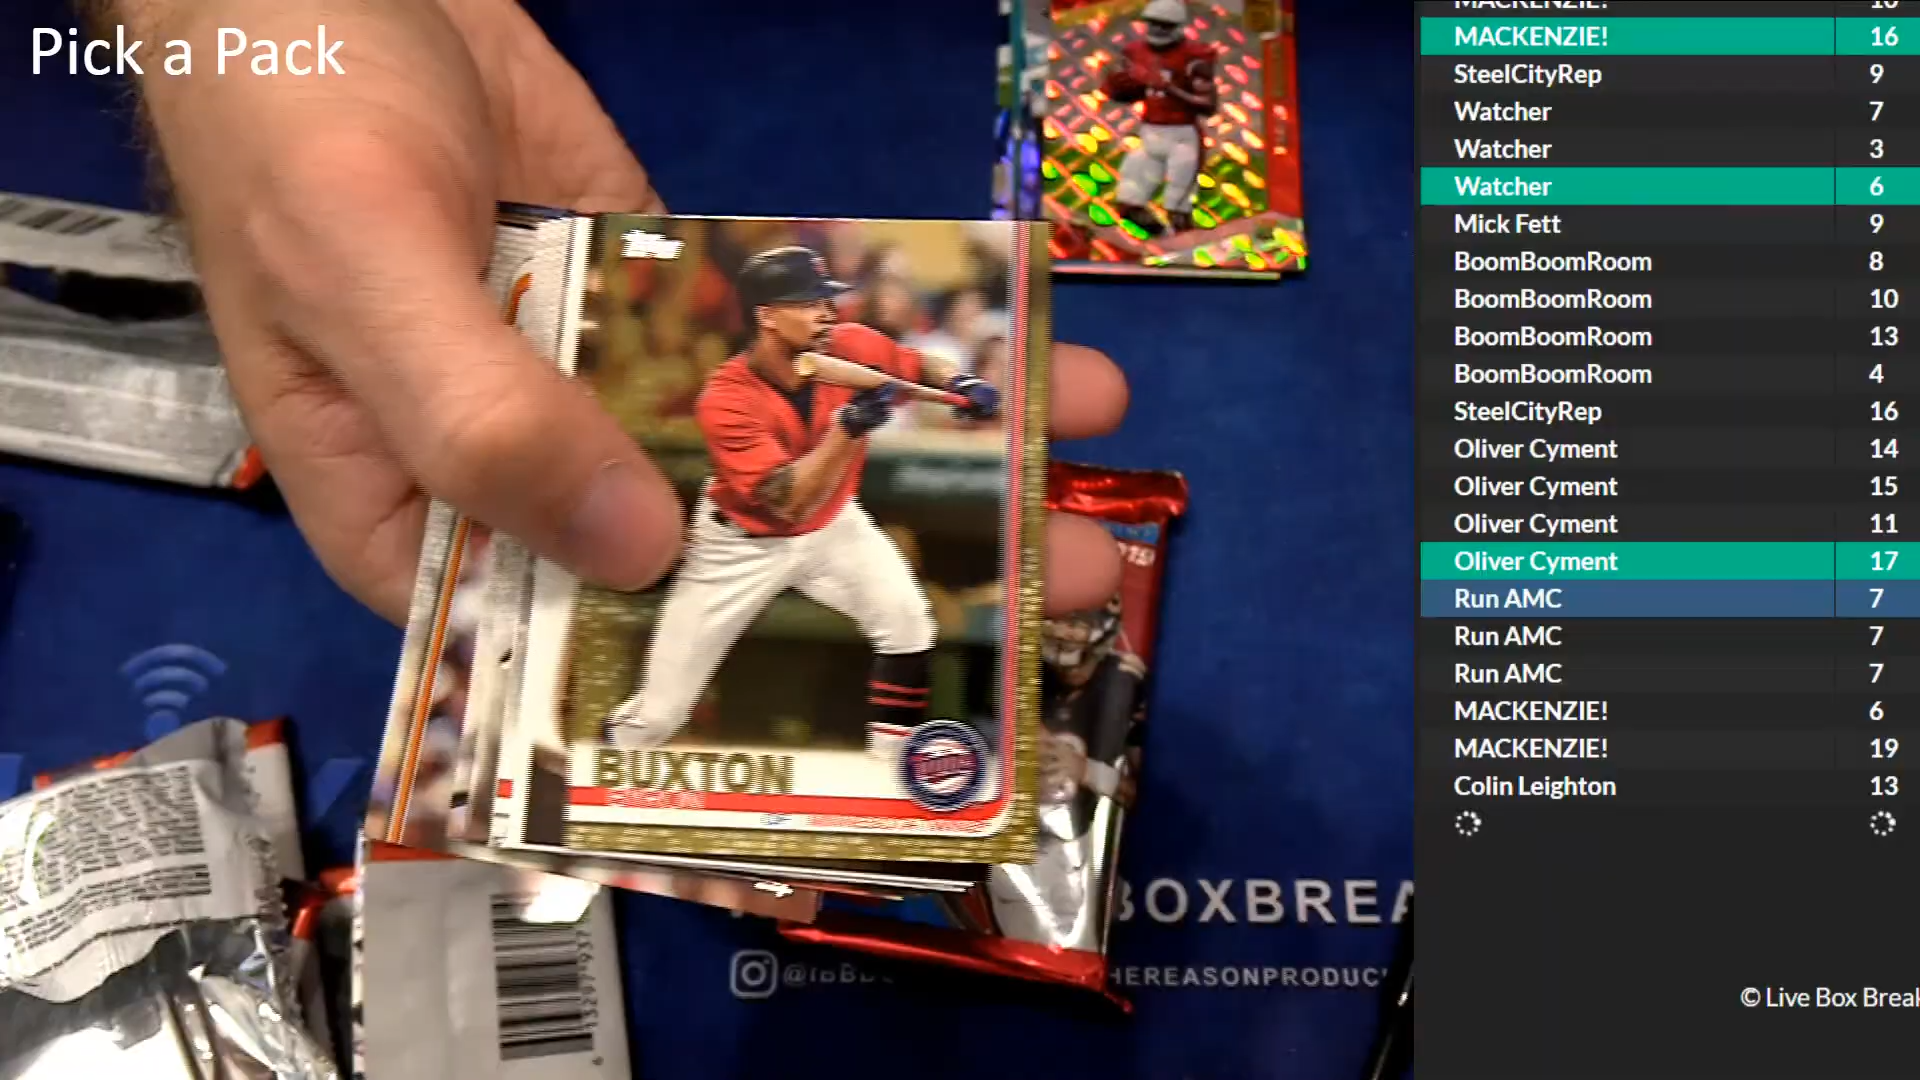 Pick a Pack
MACKENZIE!
MACKENZIE! 16
SteelCityRep 9
Watcher 7
Watcher 3
Watcher 6
Mick Fett 9
BoomBoomRoom 8
BoomBoomRoom 10
BoomBoomRoom 13
BoomBoomRoom 4
SteelCityRep 16
Oliver Cyment 14
Oliver Cyment 15
Oliver Cyment 11
Oliver Cyment 17
Run AMC 7
Run AMC 7
Run AMC 7
MACKENZIE! 6
MACKENZIE! 19
Colin Leighton 13
© Live Box Break
Topps
BUXTON
BOXBREA
HEREASONPRODUC